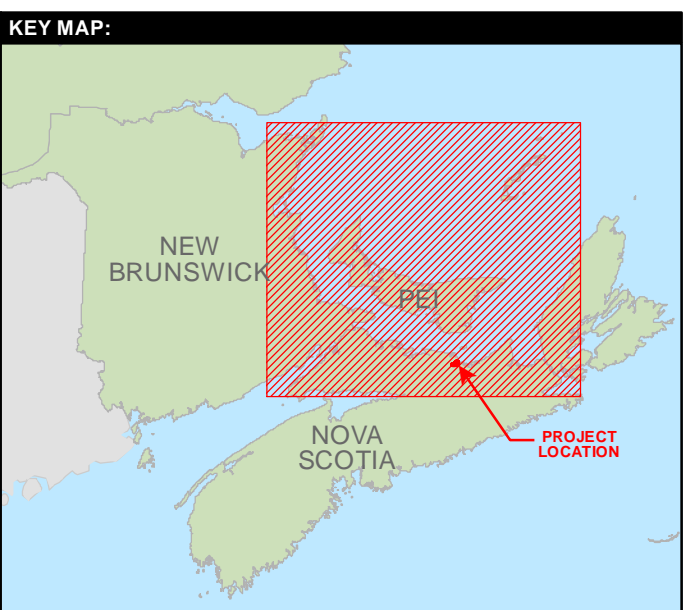 KEY MAP:
NEW
BRUNSWICK
PEI
NOVA
SCOTIA
PROJECT
LOCATION